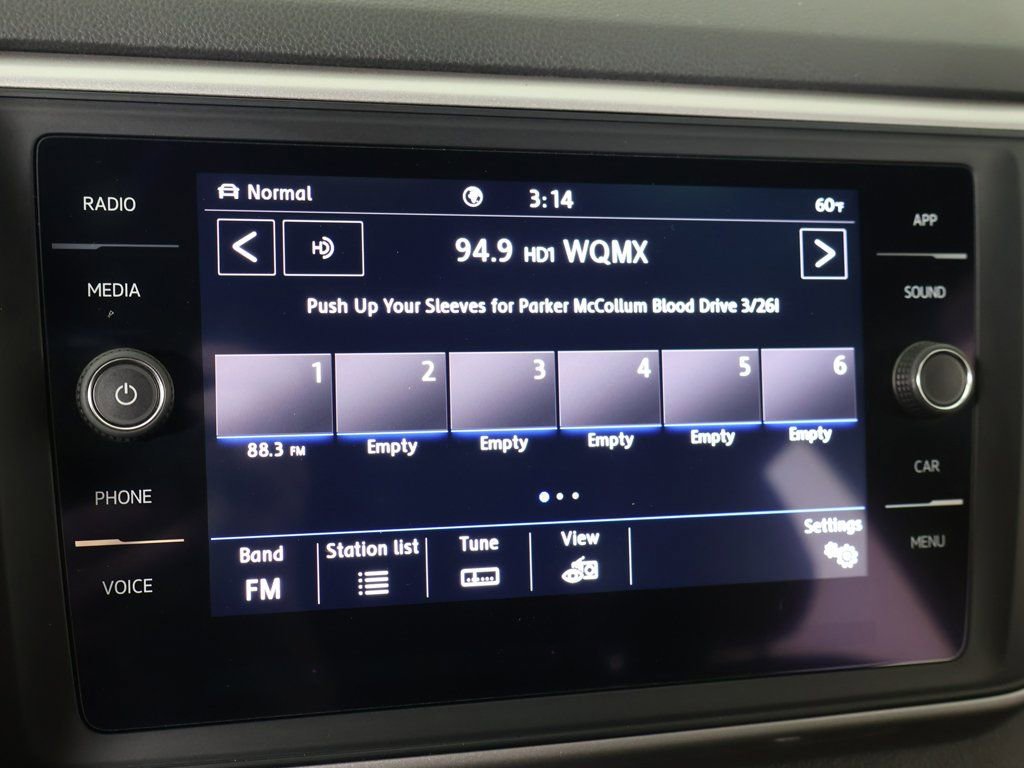 RADIO
MEDIA
PHONE
VOICE
Normal
3:14
60°F
HD
94.9 HD1 WQMX
Push Up Your Sleeves for Parker McCollum Blood Drive 3/26!
1
2
3
4
5
6
88.3 FM
Empty
Empty
Empty
Empty
Empty
Band
FM
Station list
Tune
View
Settings
APP
SOUND
CAR
MENU